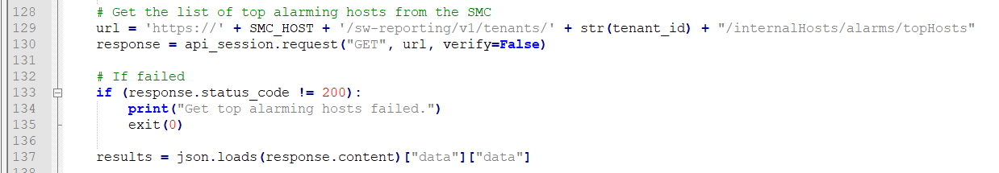 128 # Get the list of top alarming hosts from the SMC
129 url = 'https://' + SMC_HOST + '/sw-reporting/v1/tenants/' + str(tenant_id) + "/internalHosts/alarms/topHosts"
130 response = api_session.request("GET", url, verify=False)
131
132 # If failed
133 if (response.status_code != 200):
134 print("Get top alarming hosts failed.")
135 exit(0)
136
137 results = json.loads(response.content)["data"]["data"]
138